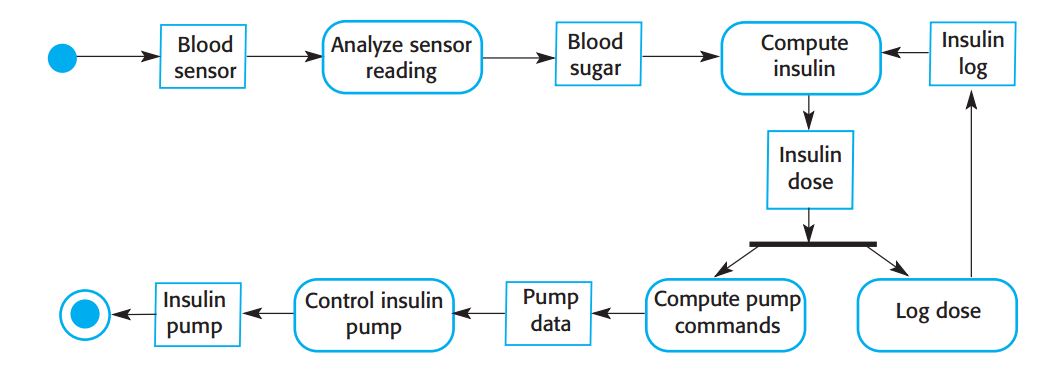 Blood
sensor
Analyze sensor
reading
Blood
sugar
Compute
insulin
Insulin
log
Insulin
dose
Insulin
pump
Control insulin
pump
Pump
data
Compute pump
commands
Log dose